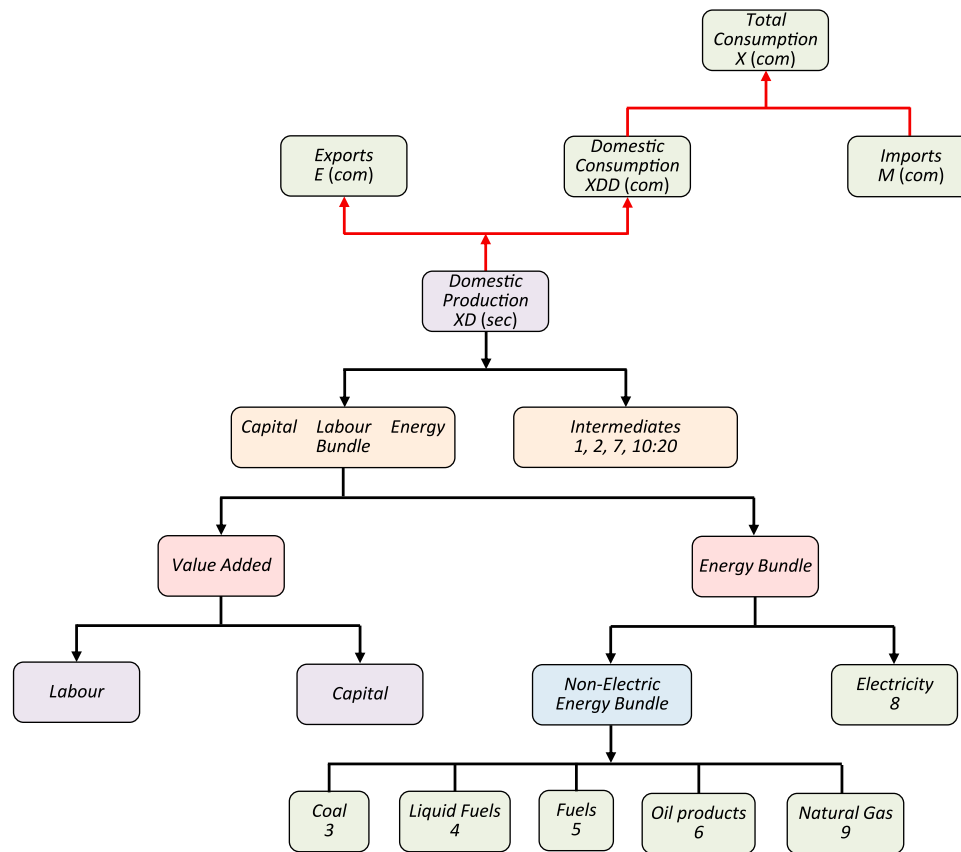 Total
Consumption
X (com)
Exports
E (com)
Domestic
Consumption
XDD (com)
Imports
M (com)
Domestic
Production
XD (sec)
Capital Labour Energy
Bundle
Intermediates
1, 2, 7, 10:20
Value Added
Energy Bundle
Labour
Capital
Non-Electric
Energy Bundle
Electricity
8
Coal
3
Liquid Fuels
4
Fuels
5
Oil products
6
Natural Gas
9